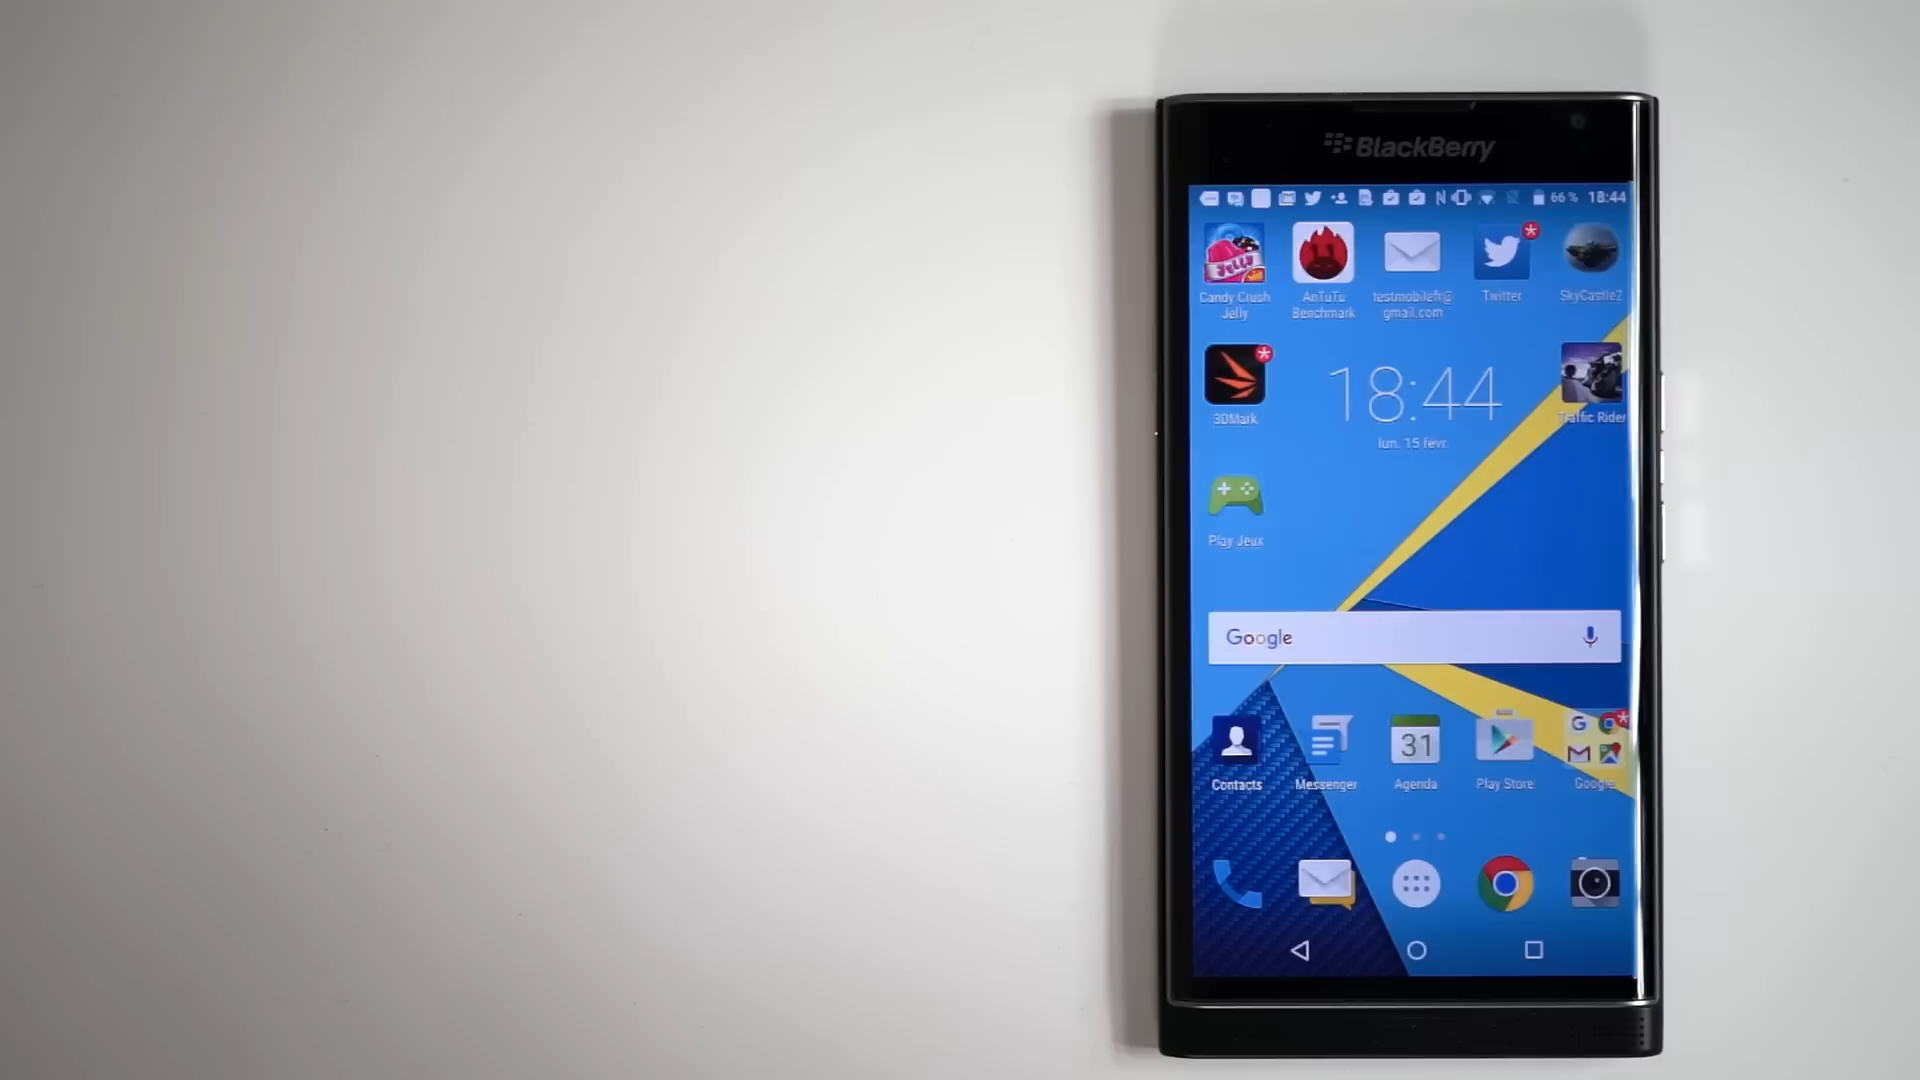 BlackBerry
66 % 18:44
Candy Crush
Jelly
AnTuTu
Benchmark
testmobilefr@
gmail.com
Twitter
SkyCastle2
3DMark
18:44
lun. 15 févr.
Traffic Rider
Play Jeux
Google
31
Contacts
Messenger
Agenda
Play Store
Google